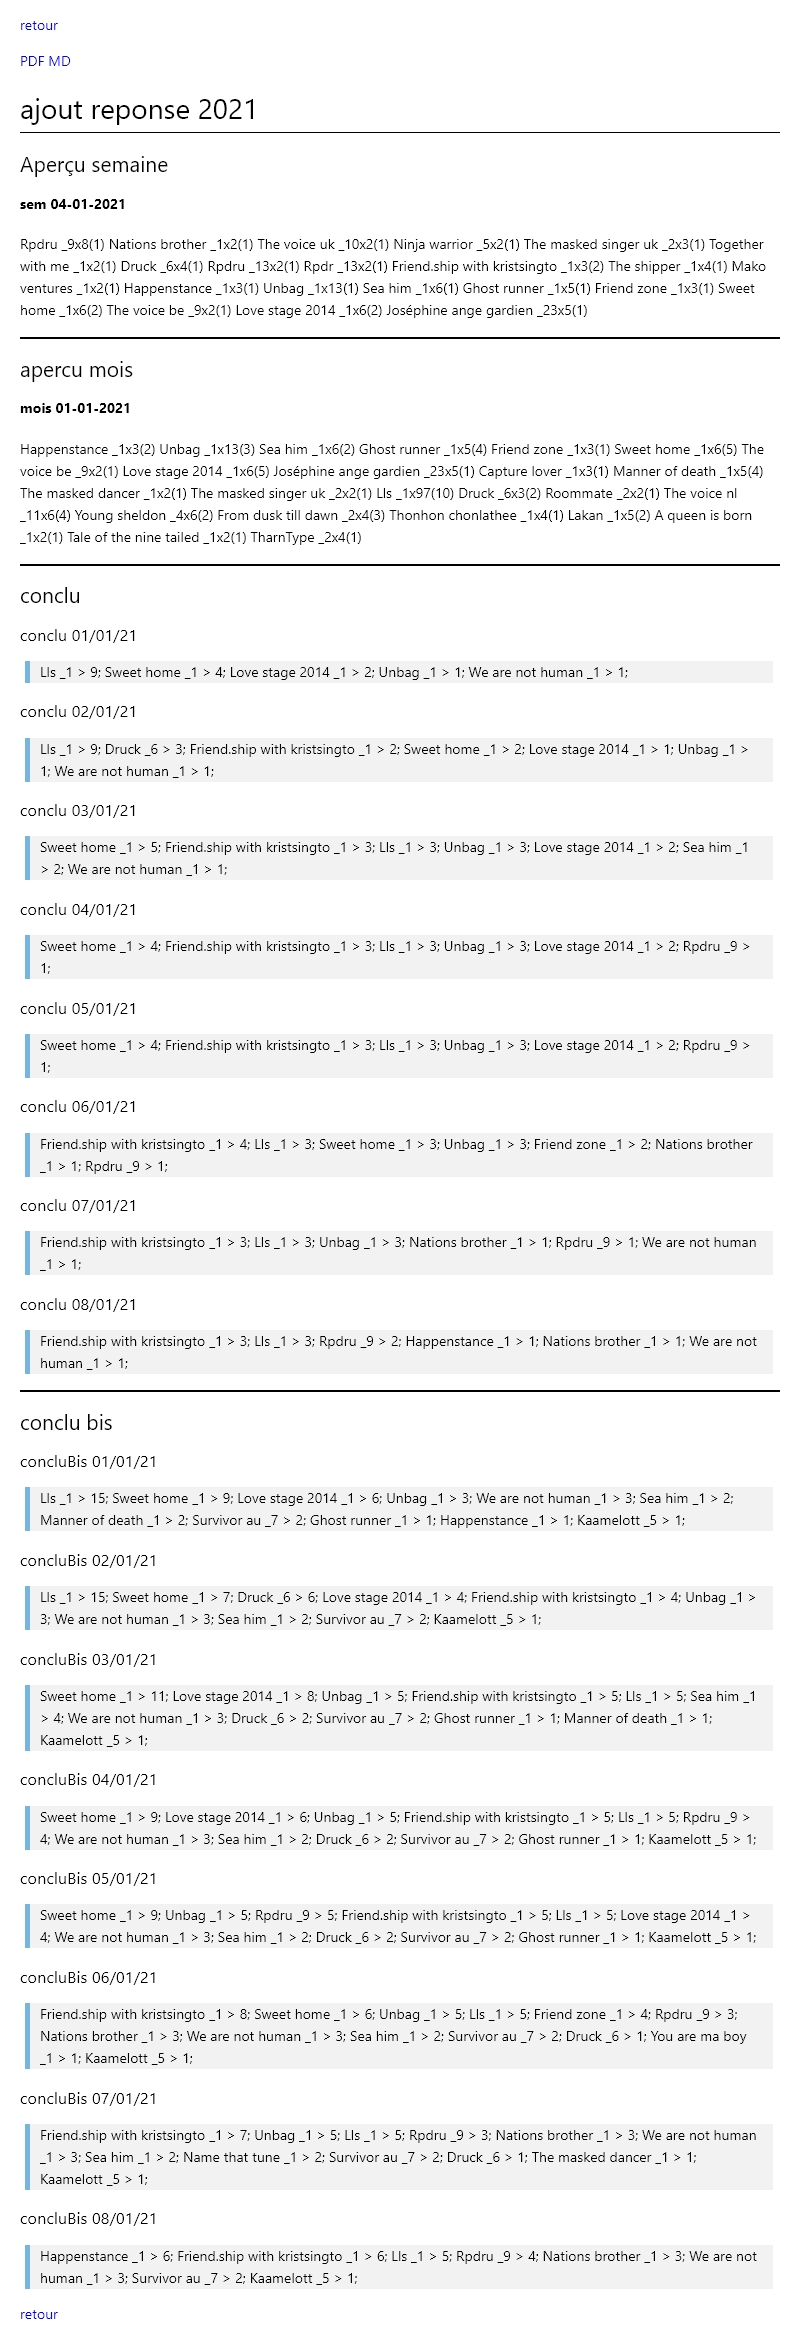 retour
PDF MD
ajout reponse 2021
Aperçu semaine
sem 04-01-2021
Rpdru _9x8(1) Nations brother _1x2(1) The voice uk _10x2(1) Ninja warrior _5x2(1) The masked singer uk _2x3(1) Together
with me _1x2(1) Druck _6x4(1) Rpdru _13x2(1) Rpdr _13x2(1) Friend.ship with kristsingto _1x3(2) The shipper _1x4(1) Mako
ventures _1x2(1) Happenstance _1x3(1) Unbag _1x13(1) Sea him _1x6(1) Ghost runner _1x5(1) Friend zone _1x3(1) Sweet
home _1x6(2) The voice be _9x2(1) Love stage 2014 _1x6(2) Joséphine ange gardien _23x5(1)
apercu mois
mois 01-01-2021
Happenstance _1x3(2) Unbag _1x13(3) Sea him _1x6(2) Ghost runner _1x5(4) Friend zone _1x3(1) Sweet home _1x6(5) The
voice be _9x2(1) Love stage 2014 _1x6(5) Joséphine ange gardien _23x5(1) Capture lover _1x3(1) Manner of death _1x5(4)
The masked dancer _1x2(1) The masked singer uk _2x2(1) Lls _1x97(10) Druck _6x3(2) Roommate _2x2(1) The voice nl
_11x6(4) Young sheldon _4x6(2) From dusk till dawn _2x4(3) Thonhon chonlathee _1x4(1) Lakan _1x5(2) A queen is born
_1x2(1) Tale of the nine tailed _1x2(1) TharnType _2x4(1)
conclu
conclu 01/01/21
Lls _1 > 9; Sweet home _1 > 4; Love stage 2014 _1 > 2; Unbag _1 > 1; We are not human _1 > 1;
conclu 02/01/21
Lls _1 > 9; Druck _6 > 3; Friend.ship with kristsingto _1 > 2; Sweet home _1 > 2; Love stage 2014 _1 > 1; Unbag _1 >
1; We are not human _1 > 1;
conclu 03/01/21
Sweet home _1 > 5; Friend.ship with kristsingto _1 > 3; Lls _1 > 3; Unbag _1 > 3; Love stage 2014 _1 > 2; Sea him _1
> 2; We are not human _1 > 1;
conclu 04/01/21
Sweet home _1 > 4; Friend.ship with kristsingto _1 > 3; Lls _1 > 3; Unbag _1 > 3; Love stage 2014 _1 > 2; Rpdru _9 >
1;
conclu 05/01/21
Sweet home _1 > 4; Friend.ship with kristsingto _1 > 3; Lls _1 > 3; Unbag _1 > 3; Love stage 2014 _1 > 2; Rpdru _9 >
1;
conclu 06/01/21
Friend.ship with kristsingto _1 > 4; Lls _1 > 3; Sweet home _1 > 3; Unbag _1 > 3; Friend zone _1 > 2; Nations brother
_1 > 1; Rpdru _9 > 1;
conclu 07/01/21
Friend.ship with kristsingto _1 > 3; Lls _1 > 3; Unbag _1 > 3; Nations brother _1 > 1; Rpdru _9 > 1; We are not human
_1 > 1;
conclu 08/01/21
Friend.ship with kristsingto _1 > 3; Lls _1 > 3; Rpdru _9 > 2; Happenstance _1 > 1; Nations brother _1 > 1; We are not
human _1 > 1;
conclu bis
concluBis 01/01/21
Lls _1 > 15; Sweet home _1 > 9; Love stage 2014 _1 > 6; Unbag _1 > 3; We are not human _1 > 3; Sea him _1 > 2;
Manner of death _1 > 2; Survivor au _7 > 2; Ghost runner _1 > 1; Happenstance _1 > 1; Kaamelott _5 > 1;
concluBis 02/01/21
Lls _1 > 15; Sweet home _1 > 7; Druck _6 > 6; Love stage 2014 _1 > 4; Friend.ship with kristsingto _1 > 4; Unbag _1 >
3; We are not human _1 > 3; Sea him _1 > 2; Survivor au _7 > 2; Kaamelott _5 > 1;
concluBis 03/01/21
Sweet home _1 > 11; Love stage 2014 _1 > 8; Unbag _1 > 5; Friend.ship with kristsingto _1 > 5; Lls _1 > 5; Sea him _1
> 4; We are not human _1 > 3; Druck _6 > 2; Survivor au _7 > 2; Ghost runner _1 > 1; Manner of death _1 > 1;
Kaamelott _5 > 1;
concluBis 04/01/21
Sweet home _1 > 9; Love stage 2014 _1 > 6; Unbag _1 > 5; Friend.ship with kristsingto _1 > 5; Lls _1 > 5; Rpdru _9 >
4; We are not human _1 > 3; Sea him _1 > 2; Druck _6 > 2; Survivor au _7 > 2; Ghost runner _1 > 1; Kaamelott _5 > 1;
concluBis 05/01/21
Sweet home _1 > 9; Unbag _1 > 5; Rpdru _9 > 5; Friend.ship with kristsingto _1 > 5; Lls _1 > 5; Love stage 2014 _1 >
4; We are not human _1 > 3; Sea him _1 > 2; Druck _6 > 2; Survivor au _7 > 2; Ghost runner _1 > 1; Kaamelott _5 > 1;
concluBis 06/01/21
Friend.ship with kristsingto _1 > 8; Sweet home _1 > 6; Unbag _1 > 5; Lls _1 > 5; Friend zone _1 > 4; Rpdru _9 > 3;
Nations brother _1 > 3; We are not human _1 > 3; Sea him _1 > 2; Survivor au _7 > 2; Druck _6 > 1; You are ma boy
_1 > 1; Kaamelott _5 > 1;
concluBis 07/01/21
Friend.ship with kristsingto _1 > 7; Unbag _1 > 5; Lls _1 > 5; Rpdru _9 > 3; Nations brother _1 > 3; We are not human
_1 > 3; Sea him _1 > 2; Name that tune _1 > 2; Survivor au _7 > 2; Druck _6 > 1; The masked dancer _1 > 1;
Kaamelott _5 > 1;
concluBis 08/01/21
Happenstance _1 > 6; Friend.ship with kristsingto _1 > 6; Lls _1 > 5; Rpdru _9 > 4; Nations brother _1 > 3; We are not
human _1 > 3; Survivor au _7 > 2; Kaamelott _5 > 1;
retour